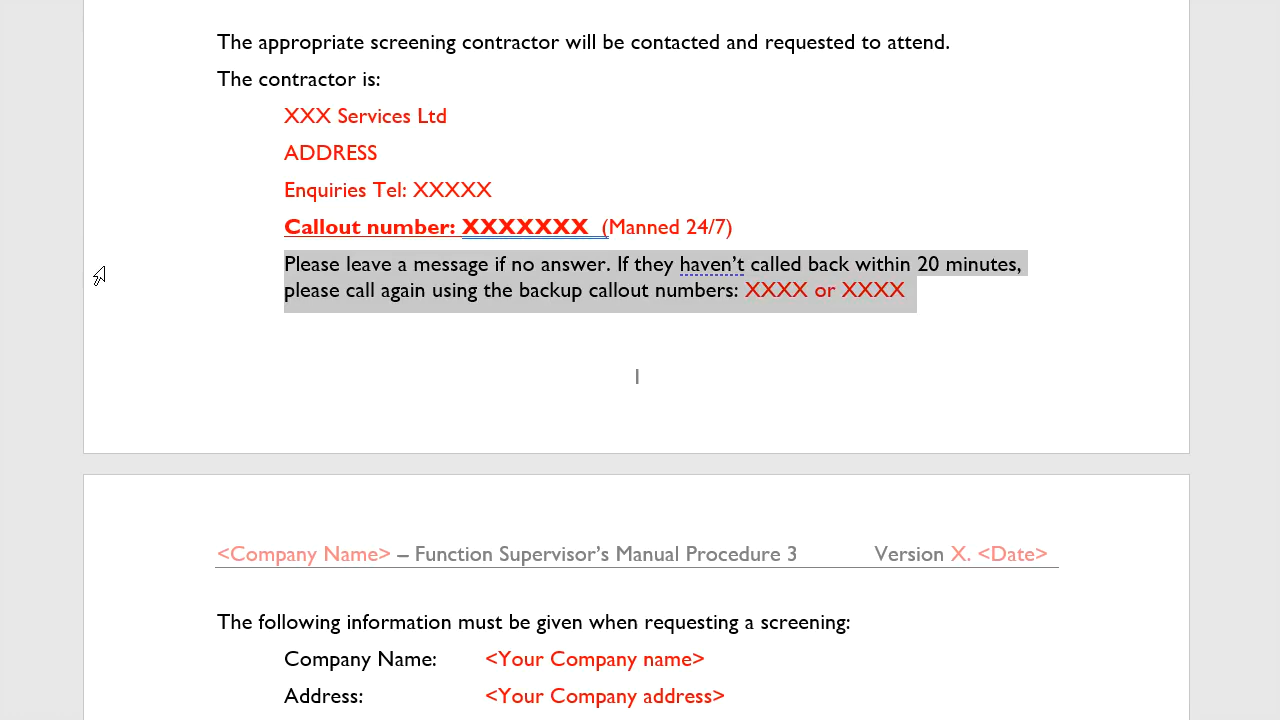 The appropriate screening contractor will be contacted and requested to attend.
The contractor is:
XXX Services Ltd
ADDRESS
Enquiries Tel: XXXXX
Callout number: XXXXXXX (Manned 24/7)
Please leave a message if no answer. If they haven’t called back within 20 minutes,
please call again using the backup callout numbers: XXXX or XXXX
1
<Company Name> – Function Supervisor’s Manual Procedure 3 Version X. <Date>
The following information must be given when requesting a screening:
Company Name: <Your Company name>
Address: <Your Company address>